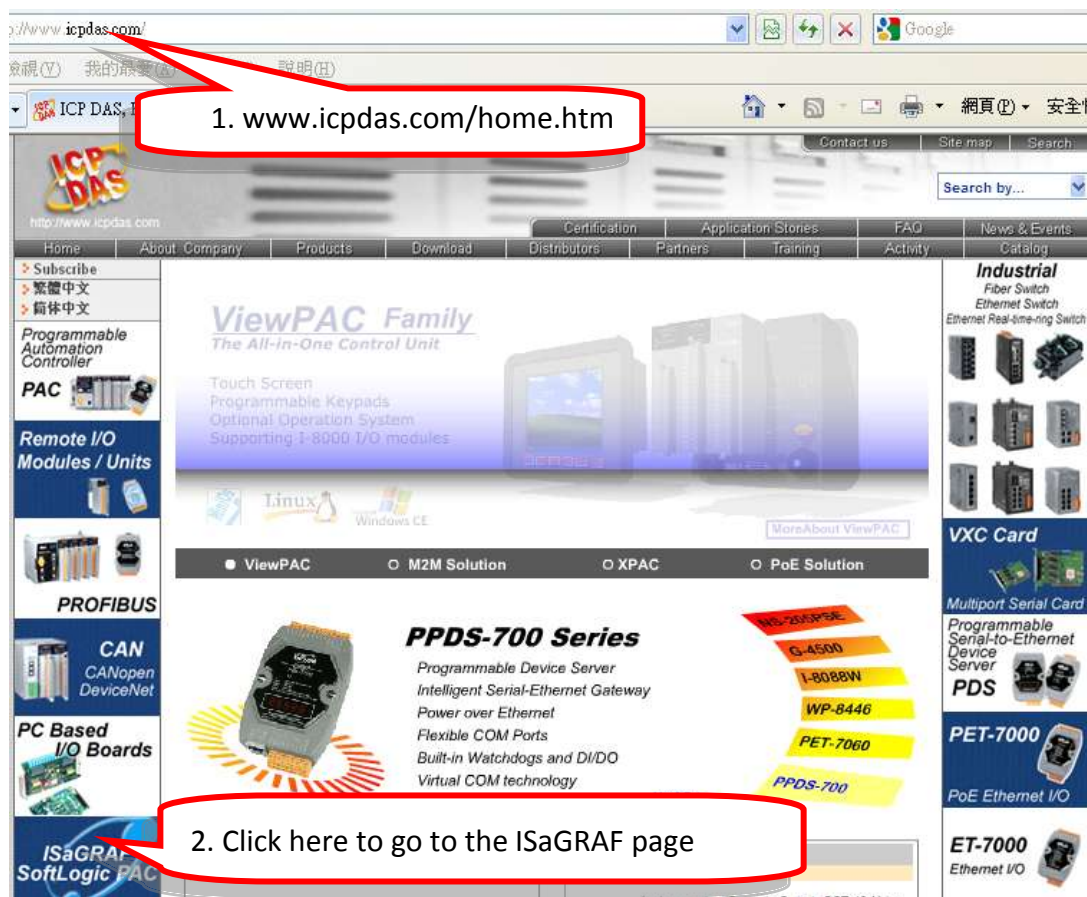 ://www.icpdas.com/
Google
檢視(V) 我的最愛(A) 說明(H)
1. www.icpdas.com/home.htm
ICP DAS,
網頁(P)
安全
ICP DAS
http://www.icpdas.com
Contact us
Site map
Search
Search by...
Certification
Application Stories
FAQ
News & Events
Home
About Company
Products
Download
Distributors
Partners
Training
Activity
Catalog
Subscribe
繁體中文
简体中文
Programmable
Automation
Controller
PAC
Remote I/O
Modules / Units
PROFIBUS
CAN
CANopen
DeviceNet
PC Based
I/O Boards
ISaGRAF
SoftLogic PAC
ViewPAC Family
The All-in-One Control Unit
Touch Screen
Programmable Keypads
Optional Operation System
Supporting I-8000 I/O modules
Linux
Windows CE
MoreAbout ViewPAC
ViewPAC
M2M Solution
XPAC
PoE Solution
PPDS-700 Series
Programmable Device Server
Intelligent Serial-Ethernet Gateway
Power over Ethernet
Flexible COM Ports
Built-in Watchdogs and DI/DO
Virtual COM technology
NS-205PSE
G-4500
I-8088W
WP-8446
PET-7060
PPDS-700
2. Click here to go to the ISaGRAF page
Industrial
Fiber Switch
Ethernet Switch
Ethernet Real-time-ring Switch
VXC Card
Multiport Serial Card
Programmable
Serial-to-Ethernet
Device
Server
PDS
PET-7000
PoE Ethernet I/O
ET-7000
Ethernet I/O